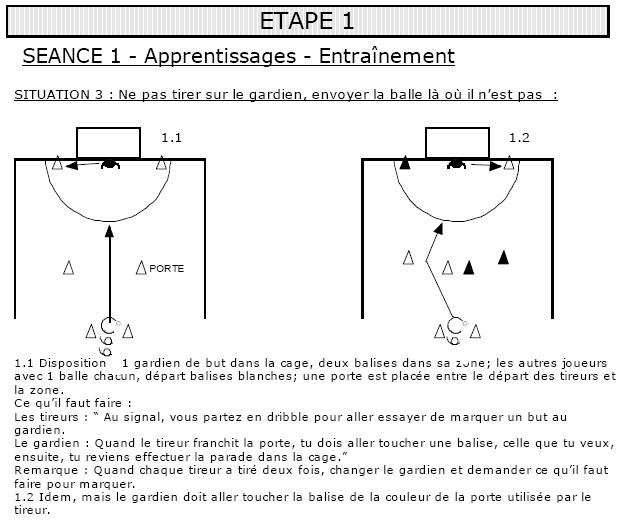 ETAPE 1
SEANCE 1 - Apprentissages - Entraînement
SITUATION 3 : Ne pas tirer sur le gardien, envoyer la balle là où il n’est pas :
1.1
1.2
PORTE
1.1 Disposition 1 gardien de but dans la cage, deux balises dans sa zone; les autres joueurs
avec 1 balle chacun, départ balises blanches; une porte est placée entre le départ des tireurs et
la zone.
Ce qu’il faut faire :
Les tireurs : “ Au signal, vous partez en dribble pour aller essayer de marquer un but au
gardien.
Le gardien : Quand le tireur franchit la porte, tu dois aller toucher une balise, celle que tu veux,
ensuite, tu reviens effectuer la parade dans la cage.”
Remarque : Quand chaque tireur a tiré deux fois, changer le gardien et demander ce qu’il faut
faire pour marquer.
1.2 Idem, mais le gardien doit aller toucher la balise de la couleur de la porte utilisée par le
tireur.